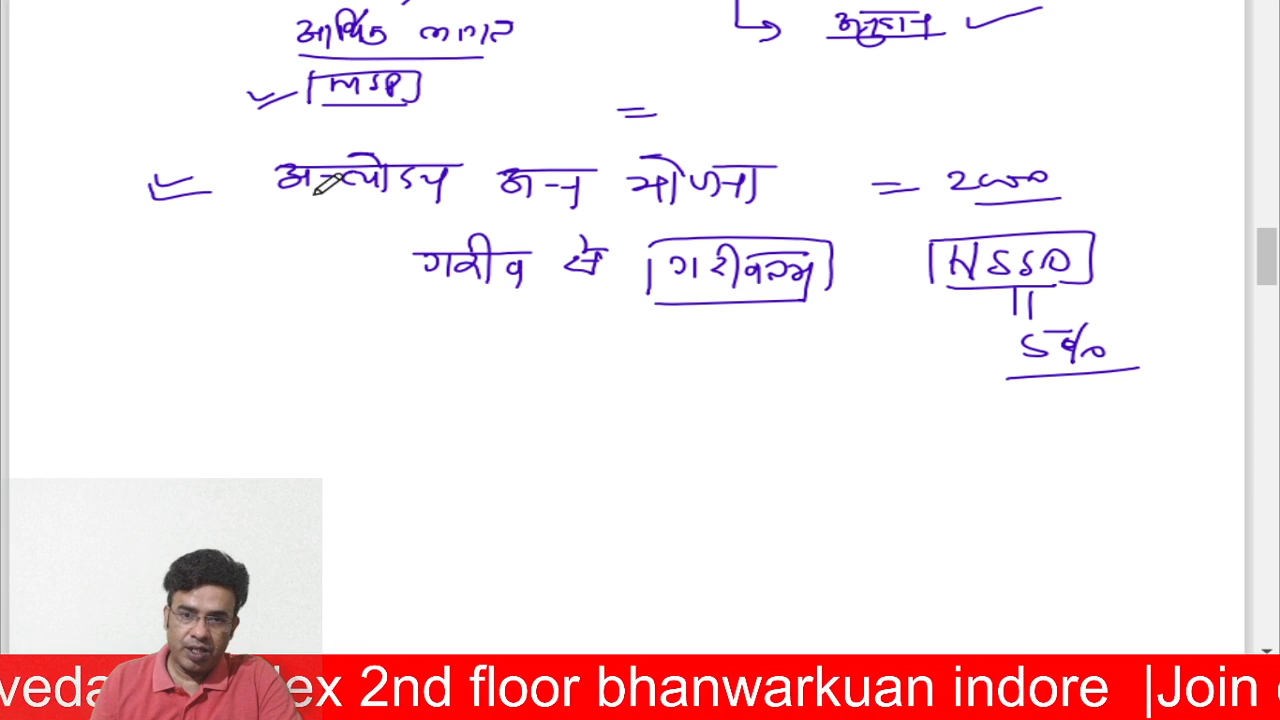 आर्थिक लागत
अनुदान
MSP
=
अन्त्योदय अन्न योजना = 2000
गरीब से गरीबतम NSSO
5%
veda ex 2nd floor bhanwarkuan indore |Join